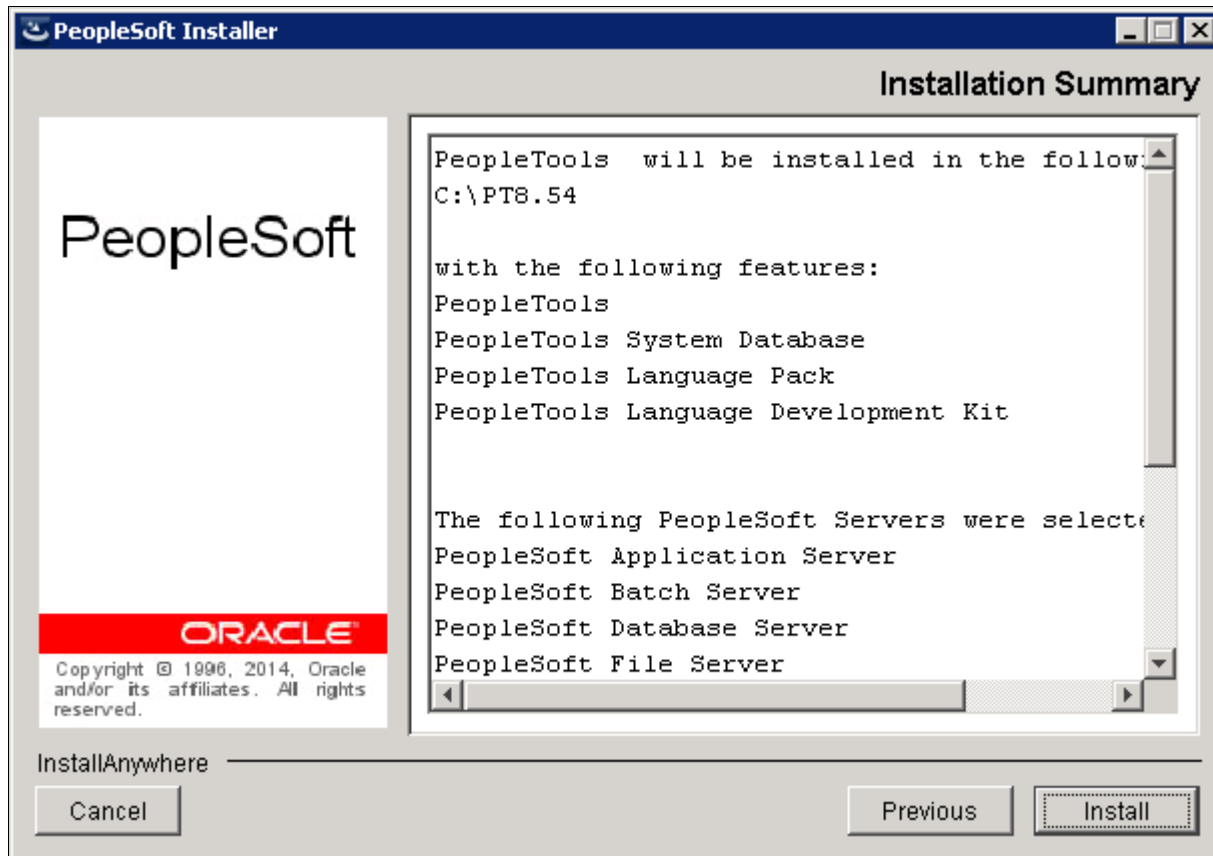 PeopleSoft Installer
Installation Summary
PeopleSoft
ORACLE
Copyright © 1996, 2014, Oracle
and/or its affiliates. All rights
reserved.
PeopleTools  will be installed in the follow
C:\PT8.54
with the following features:
PeopleTools
PeopleTools System Database
PeopleTools Language Pack
PeopleTools Language Development Kit
The following PeopleSoft Servers were select
PeopleSoft Application Server
PeopleSoft Batch Server
PeopleSoft Database Server
PeopleSoft File Server
InstallAnywhere
Cancel
Previous
Install